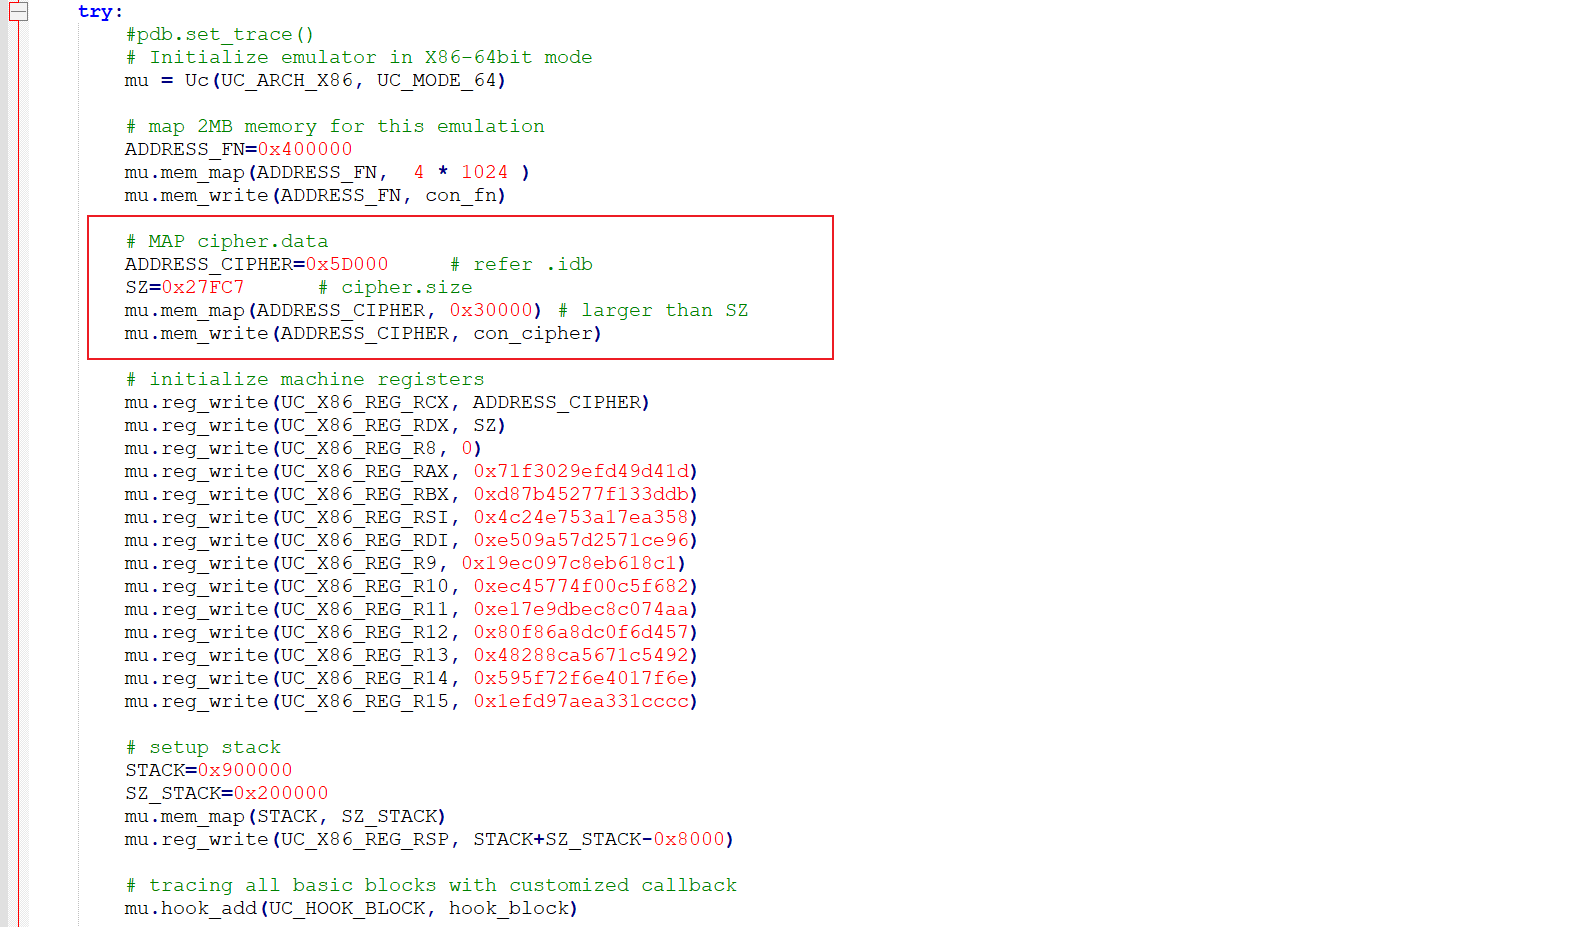 try:
#pdb.set_trace()
# Initialize emulator in X86-64bit mode
mu = Uc(UC_ARCH_X86, UC_MODE_64)
# map 2MB memory for this emulation
ADDRESS_FN=0x400000
mu.mem_map(ADDRESS_FN,  4 * 1024 )
mu.mem_write(ADDRESS_FN, con_fn)
# MAP cipher.data
ADDRESS_CIPHER=0x5D000     # refer .idb
SZ=0x27FC7      # cipher.size
mu.mem_map(ADDRESS_CIPHER, 0x30000) # larger than SZ
mu.mem_write(ADDRESS_CIPHER, con_cipher)
# initialize machine registers
mu.reg_write(UC_X86_REG_RCX, ADDRESS_CIPHER)
mu.reg_write(UC_X86_REG_RDX, SZ)
mu.reg_write(UC_X86_REG_R8, 0)
mu.reg_write(UC_X86_REG_RAX, 0x71f3029efd49d41d)
mu.reg_write(UC_X86_REG_RBX, 0xd87b45277f133ddb)
mu.reg_write(UC_X86_REG_RSI, 0x4c24e753a17ea358)
mu.reg_write(UC_X86_REG_RDI, 0xe509a57d2571ce96)
mu.reg_write(UC_X86_REG_R9, 0x19ec097c8eb618c1)
mu.reg_write(UC_X86_REG_R10, 0xec45774f00c5f682)
mu.reg_write(UC_X86_REG_R11, 0xe17e9dbec8c074aa)
mu.reg_write(UC_X86_REG_R12, 0x80f86a8dc0f6d457)
mu.reg_write(UC_X86_REG_R13, 0x48288ca5671c5492)
mu.reg_write(UC_X86_REG_R14, 0x595f72f6e4017f6e)
mu.reg_write(UC_X86_REG_R15, 0x1efd97aea331cccc)
# setup stack
STACK=0x900000
SZ_STACK=0x200000
mu.mem_map(STACK, SZ_STACK)
mu.reg_write(UC_X86_REG_RSP, STACK+SZ_STACK-0x8000)
# tracing all basic blocks with customized callback
mu.hook_add(UC_HOOK_BLOCK, hook_block)